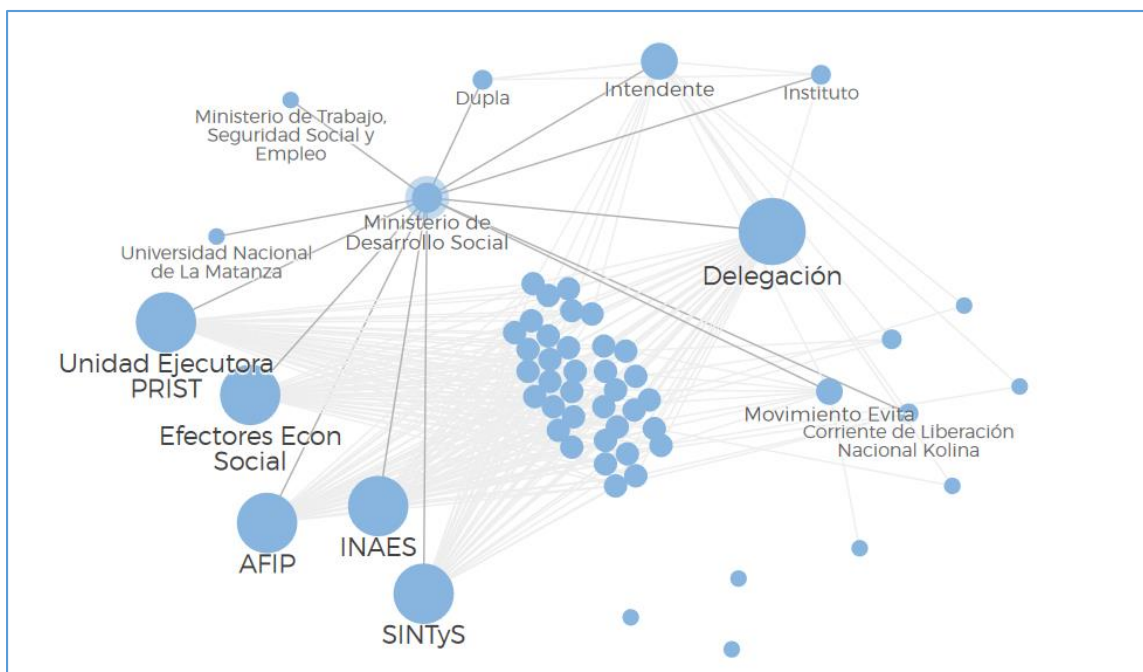 Dupla
Intendente
Instituto
Ministerio de Trabajo,
Seguridad Social y
Empleo
Ministerio de
Desarrollo Social
Universidad Nacional
de La Matanza
Delegación
Unidad Ejecutora
PRIST
Efectores Econ
Social
Movimiento Evita
Corriente de Liberación
Nacional Kolina
AFIP
INAES
SINTyS